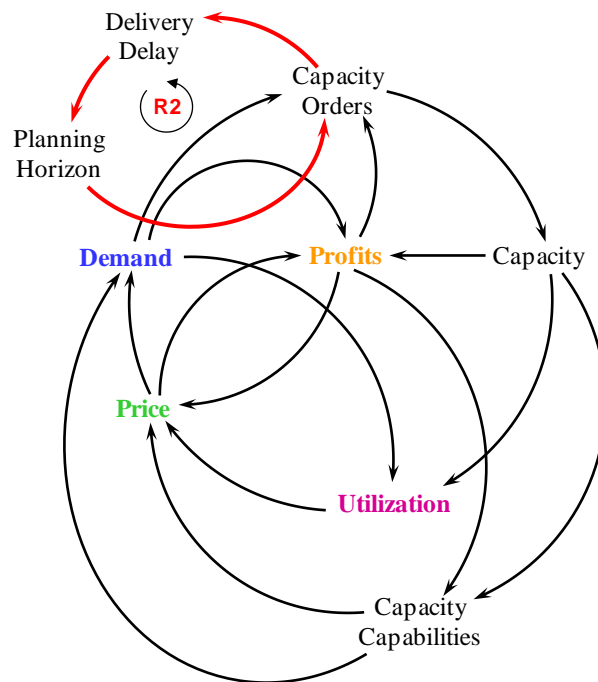 Delivery
Delay
Capacity
Orders
R2
Planning
Horizon
Demand
Profits
Capacity
Price
Utilization
Capacity
Capabilities